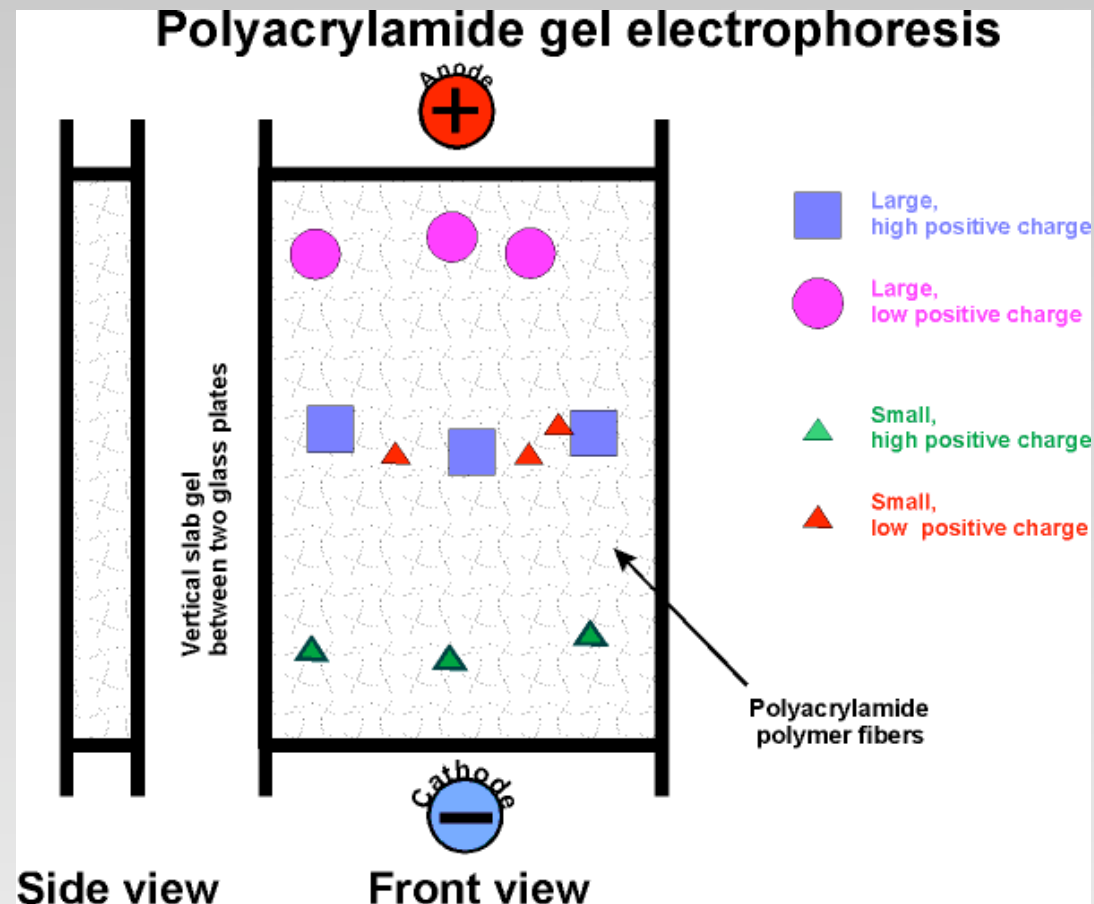 Polyacrylamide gel electrophoresis
Anode
+
Large,
high positive charge
Large,
low positive charge
Small,
high positive charge
Small,
low positive charge
Vertical slab gel
between two glass plates
Polyacrylamide
polymer fibers
Cathode
−
Side view
Front view